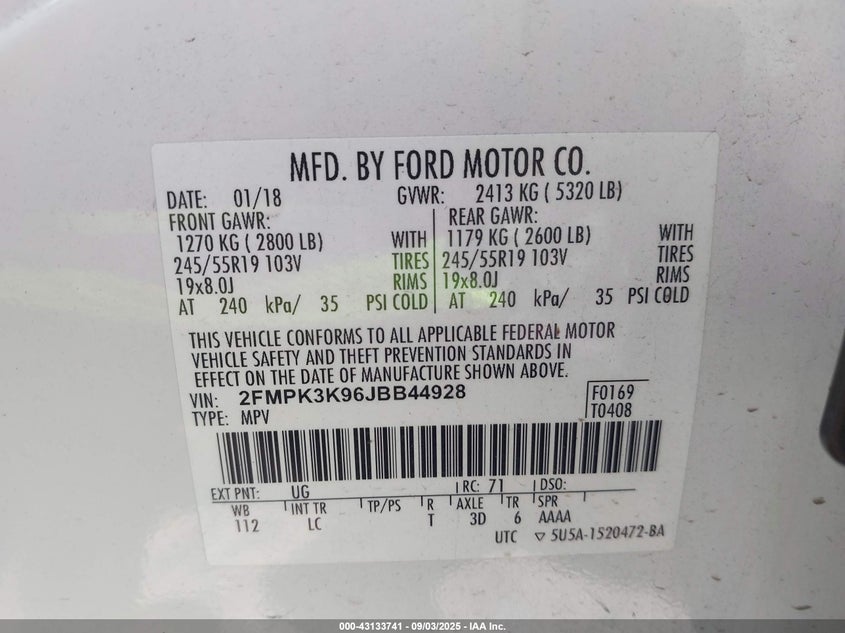 MFD. BY FORD MOTOR CO.
DATE: 01/18 GVWR: 2413 KG ( 5320 LB)
FRONT GAWR: REAR GAWR:
1270 KG ( 2800 LB) WITH 1179 KG ( 2600 LB) WITH
245/55R19 103V TIRES 245/55R19 103V TIRES
19x8.0J RIMS 19x8.0J RIMS
AT 240 kPa/ 35 PSI COLD AT 240 kPa/ 35 PSI COLD
THIS VEHICLE CONFORMS TO ALL APPLICABLE FEDERAL MOTOR
VEHICLE SAFETY AND THEFT PREVENTION STANDARDS IN
EFFECT ON THE DATE OF MANUFACTURE SHOWN ABOVE.
VIN: 2FMPK3K96JBB44928 F0169
TYPE: MPV T0408
EXT PNT: UG RC: 71 DSO:
WB INT TR TP/PS R AXLE TR SPR
112 LC T 3D 6 AAAA
UTC ▽ 5U5A-1520472-BA
000-43133741 - 09/03/2025 - IAA Inc.